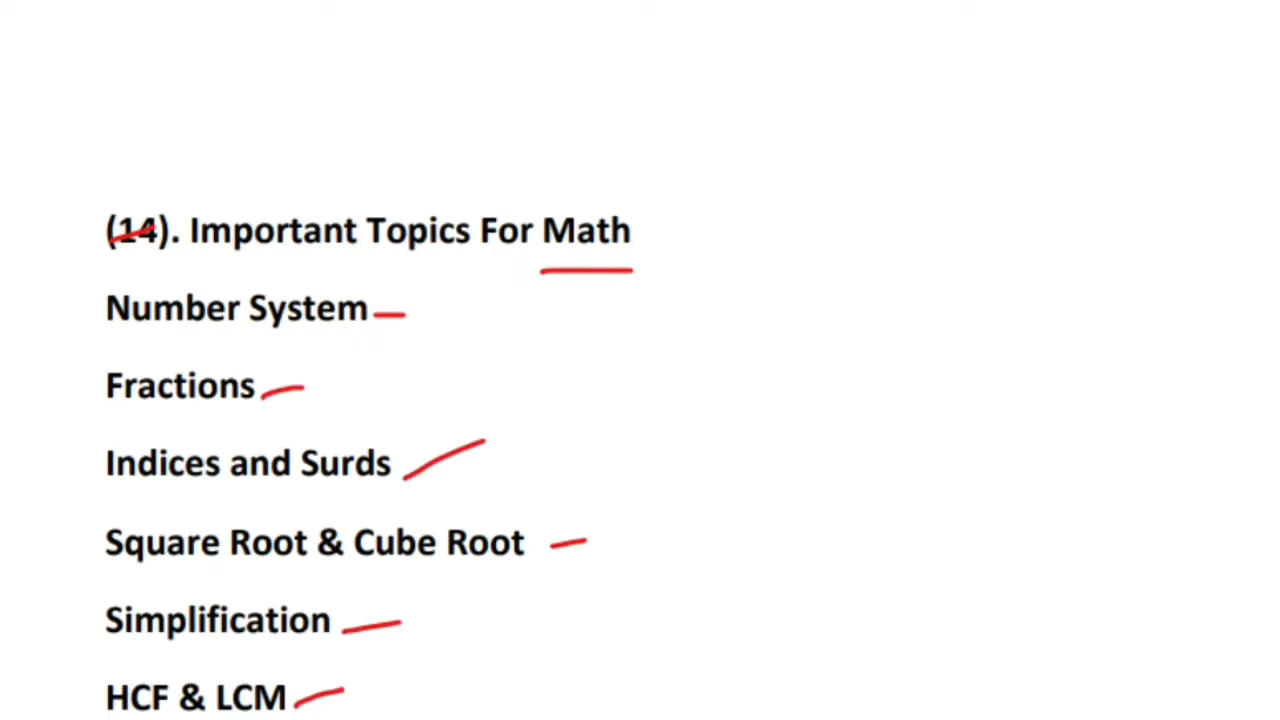 (14). Important Topics For Math
Number System
Fractions
Indices and Surds
Square Root & Cube Root
Simplification
HCF & LCM